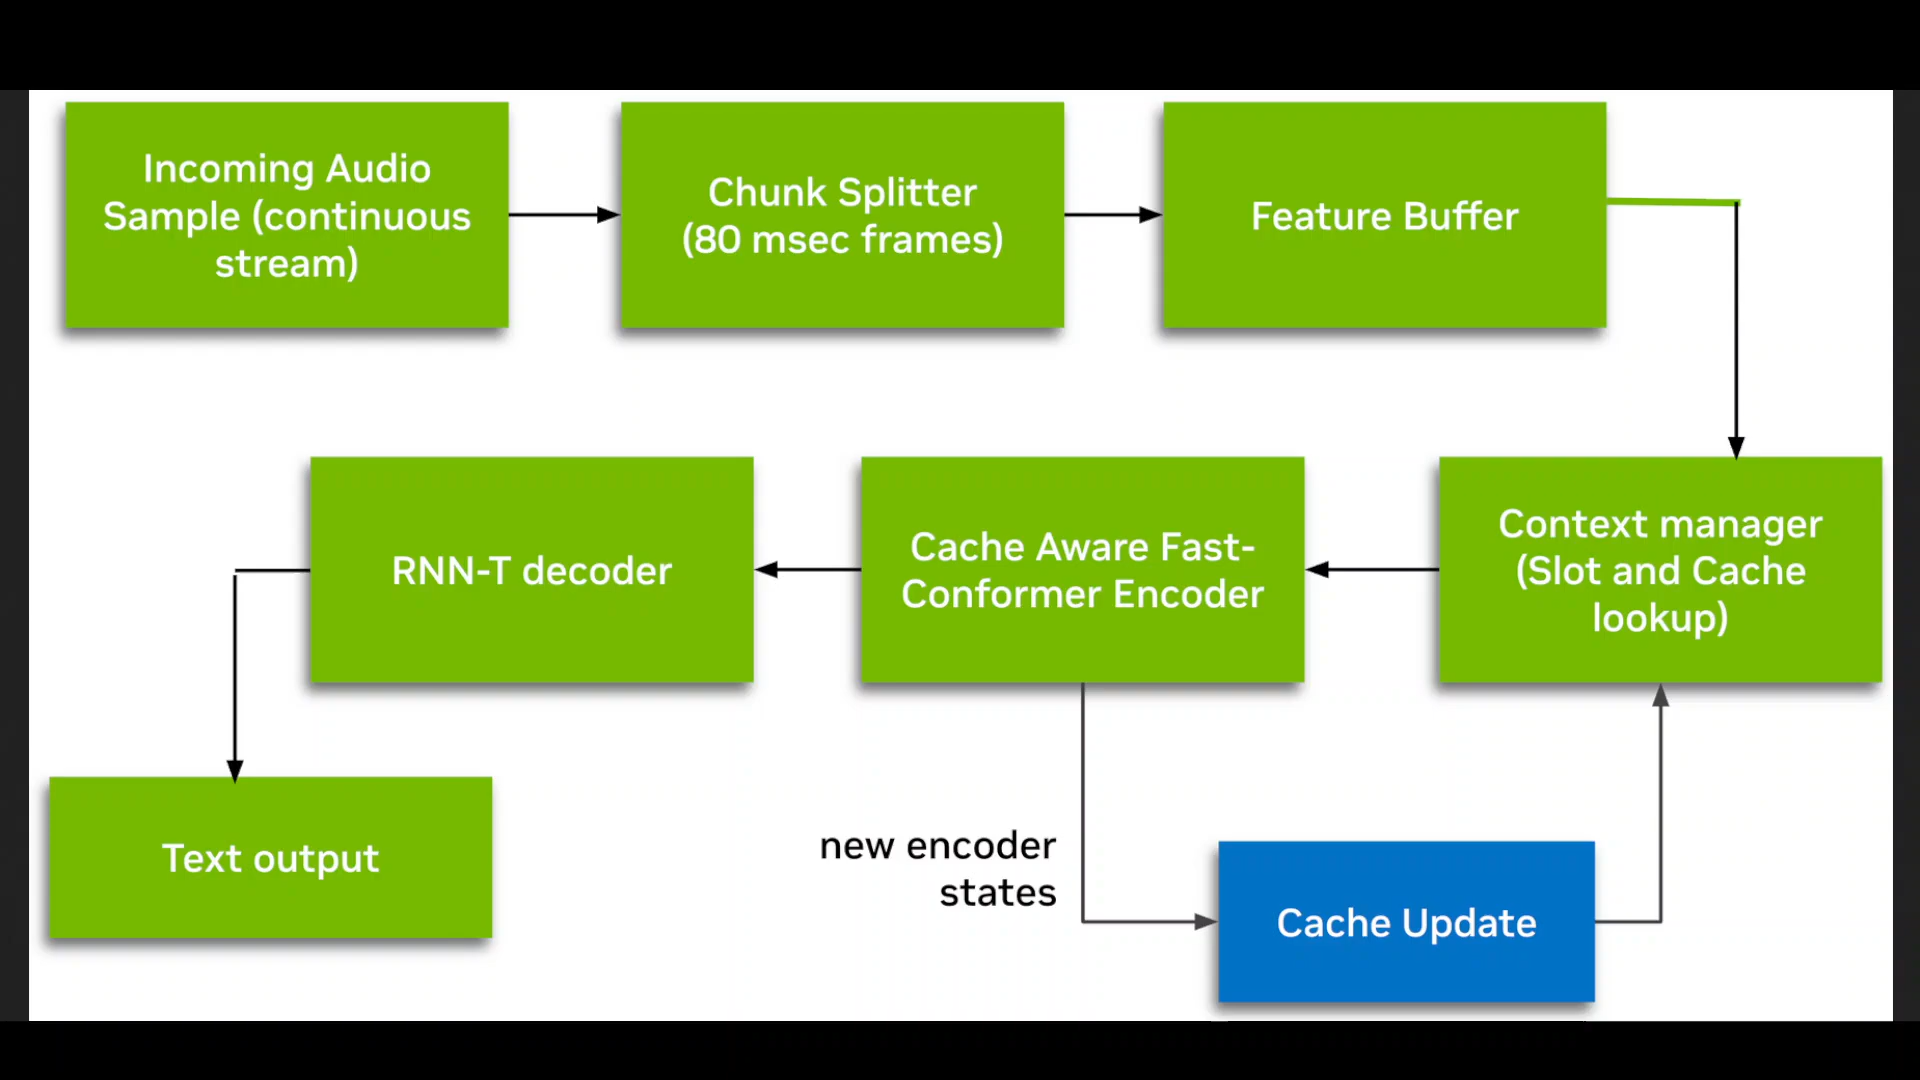 Incoming Audio
Sample (continuous
stream)
Chunk Splitter
(80 msec frames)
Feature Buffer
Context manager
(Slot and Cache
lookup)
Cache Aware Fast-
Conformer Encoder
RNN-T decoder
Text output
new encoder
states
Cache Update